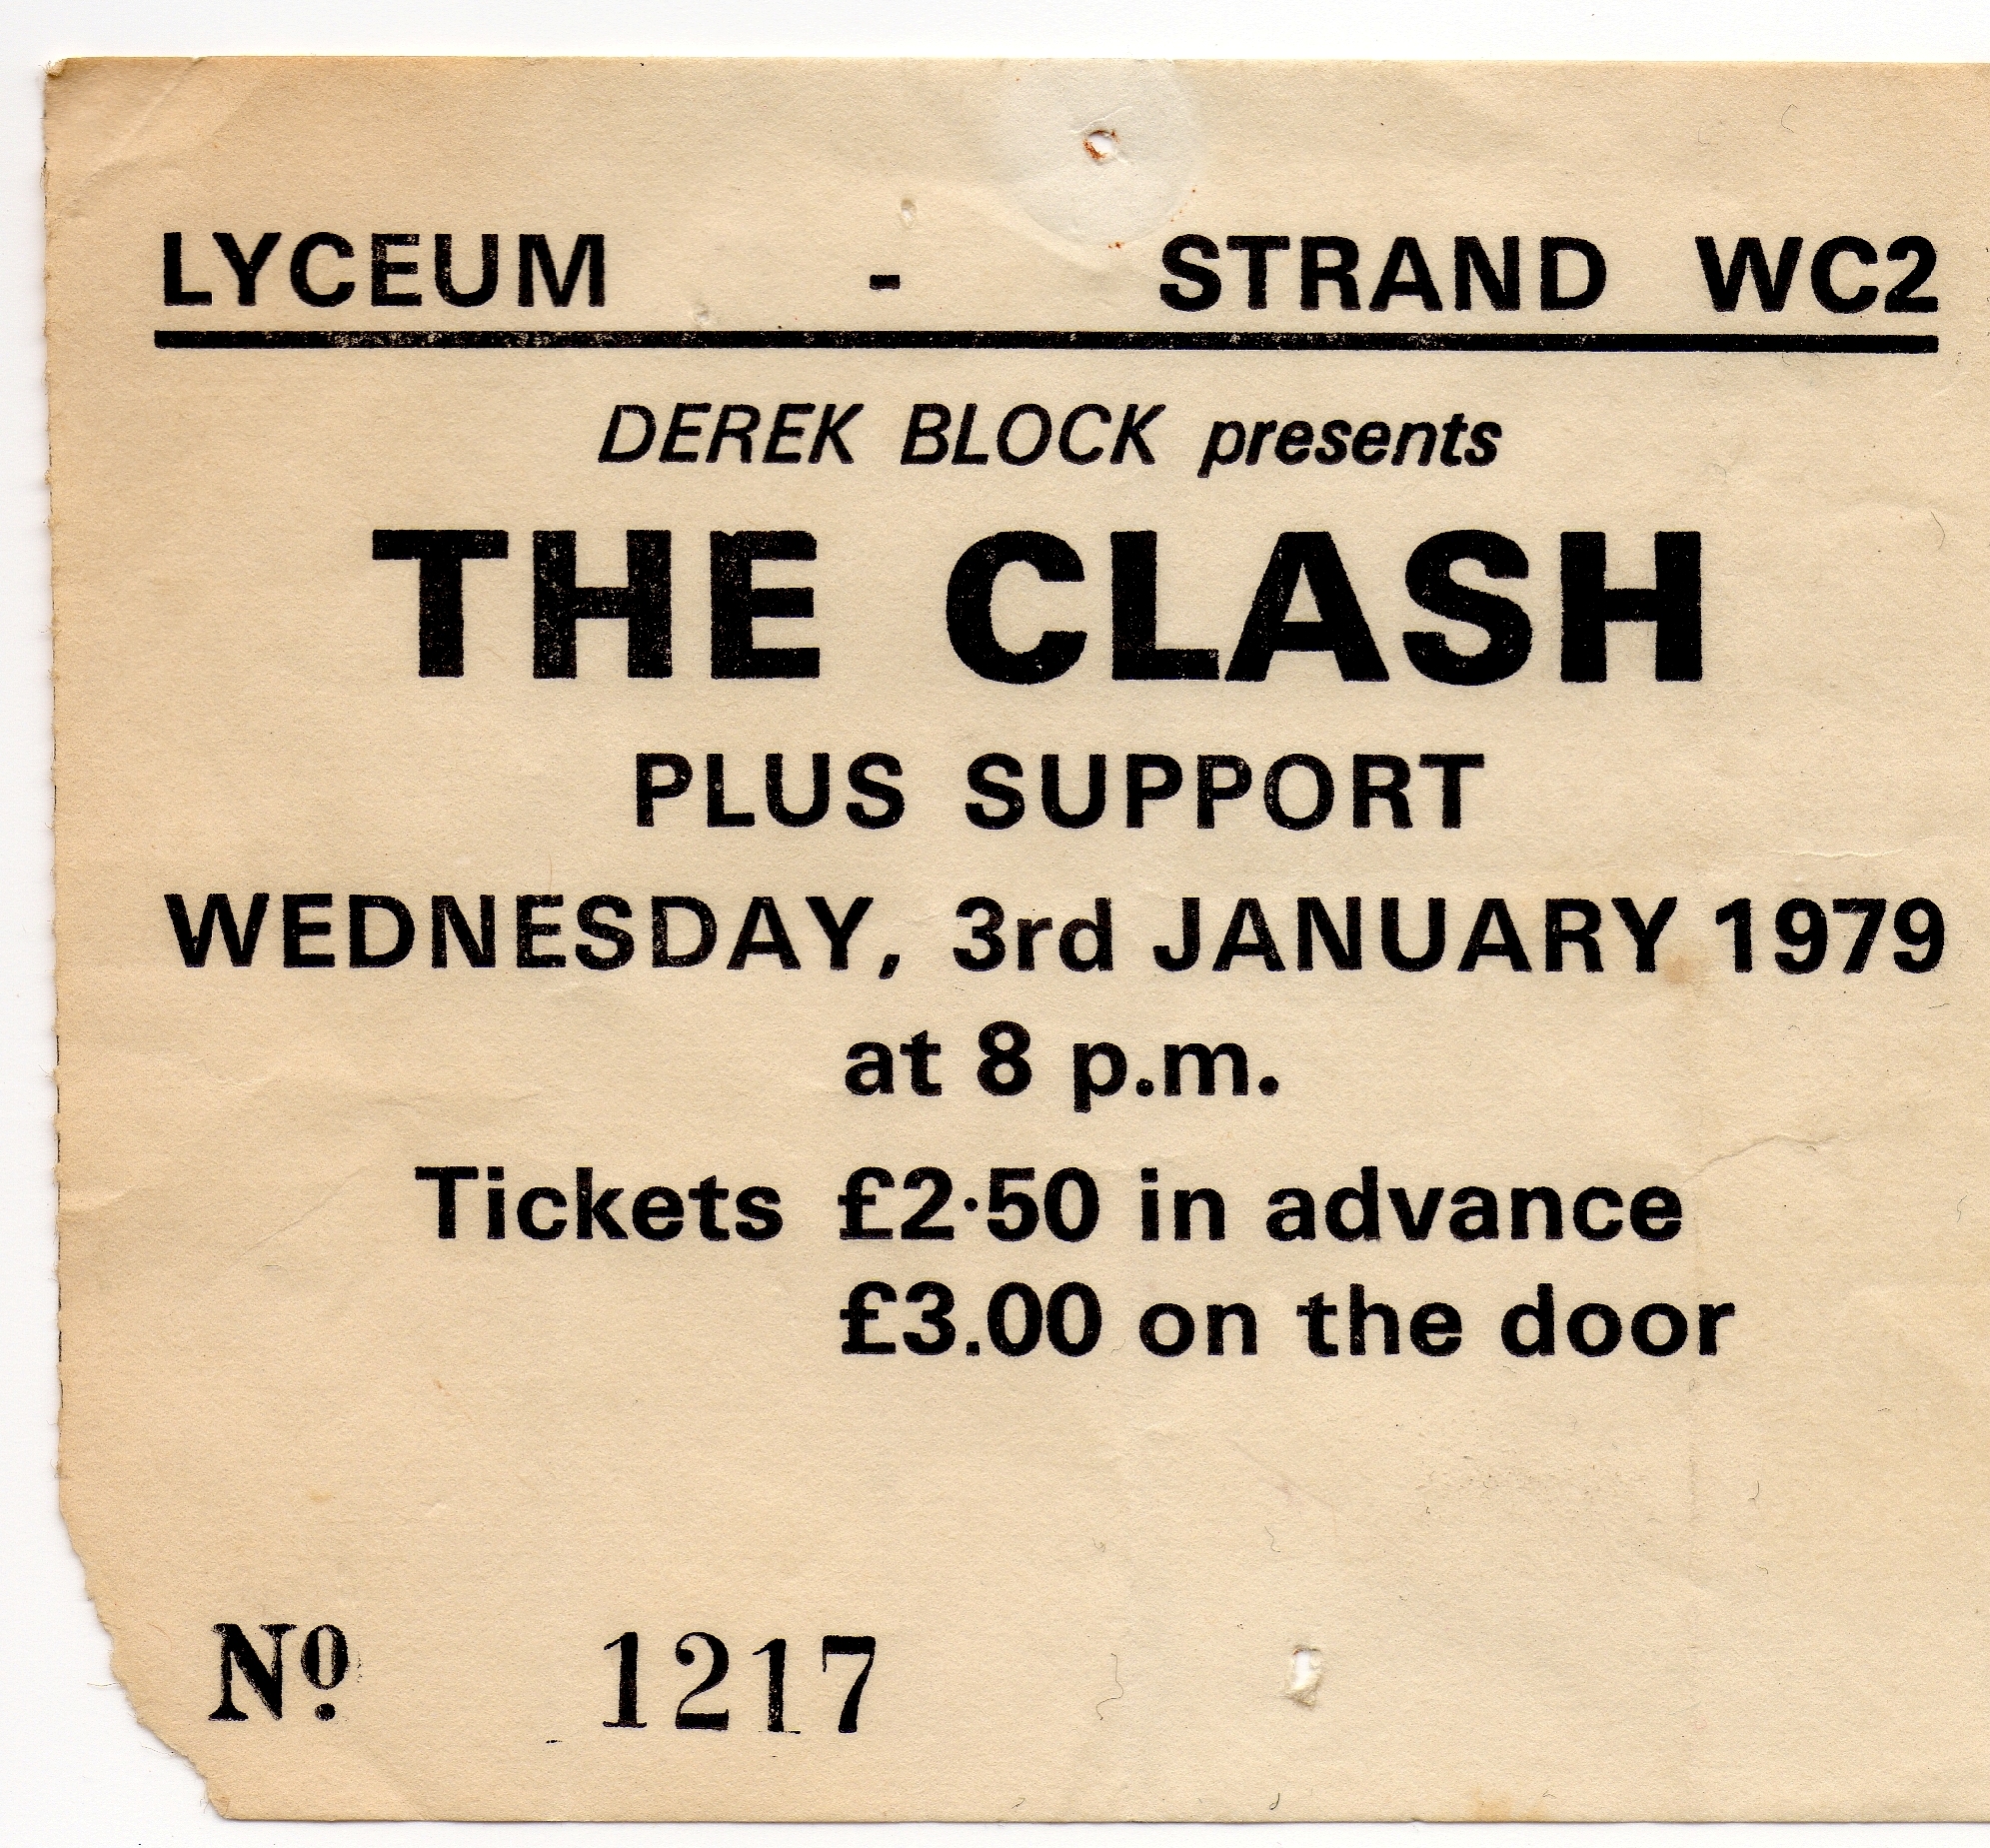 LYCEUM - STRAND WC2
DEREK BLOCK presents
THE CLASH
PLUS SUPPORT
WEDNESDAY, 3rd JANUARY 1979
at 8 p.m.
Tickets £2·50 in advance
£3.00 on the door
Nº 1217